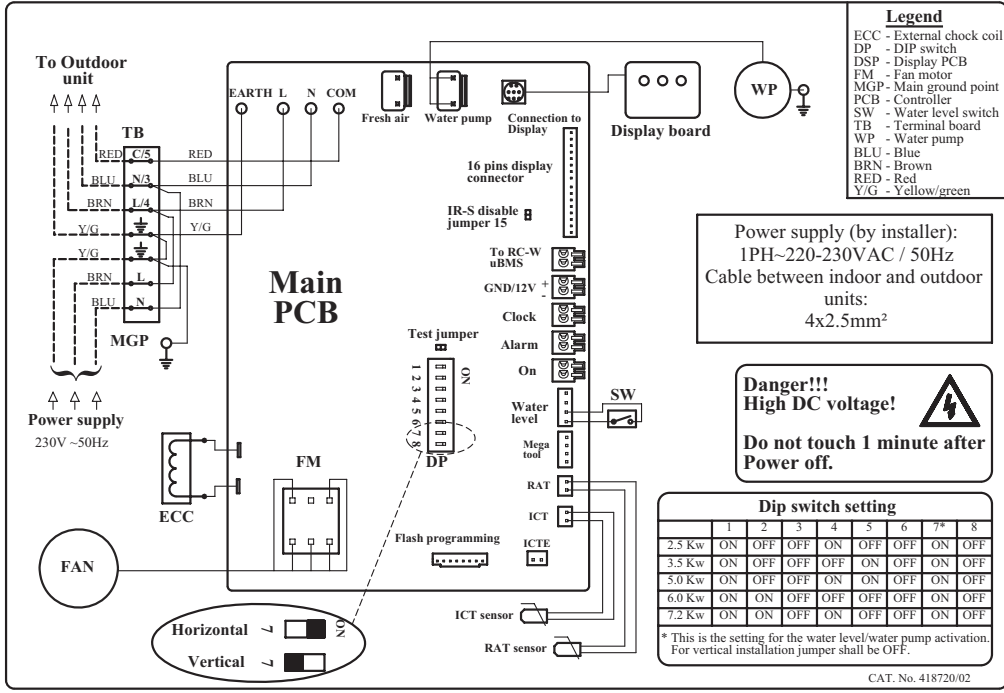 Legend
ECC - External chock coil
DP - DIP switch
DSP - Display PCB
FM - Fan motor
MGP - Main ground point
PCB - Controller
SW - Water level switch
TB - Terminal board
WP - Water pump
BLU - Blue
BRN - Brown
RED - Red
Y/G - Yellow/green
To Outdoor
unit
EARTH L N COM
Fresh air
Water pump
Connection to
Display
Display board
WP
TB
RED C/5 RED
BLU N/3 BLU
BRN L/4 BRN
Y/G Y/G
Y/G
BRN L
BLU N
MGP
Power supply
230V ~50Hz
16 pins display
connector
IR-S disable
jumper 15
To RC-W
uBMS
GND/12V + -
Clock
Alarm
On
Water
level
SW
Mega
tool
RAT
ICT
ICTE
Main
PCB
Test jumper
1 2 3 4 5 6 7 8
ON
DP
ECC
FM
FAN
Flash programming
ICT sensor
RAT sensor
Horizontal 7 ON
Vertical 7
Power supply (by installer):
1PH~220-230VAC / 50Hz
Cable between indoor and outdoor
units:
4x2.5mm²
Danger!!!
High DC voltage!
Do not touch 1 minute after
Power off.
Dip switch setting
1 2 3 4 5 6 7* 8
2.5 Kw ON OFF OFF ON OFF OFF ON OFF
3.5 Kw ON OFF OFF OFF ON OFF ON OFF
5.0 Kw ON OFF OFF ON ON OFF ON OFF
6.0 Kw ON ON OFF OFF OFF OFF ON OFF
7.2 Kw ON ON OFF ON OFF OFF ON OFF
* This is the setting for the water level/water pump activation.
For vertical installation jumper shall be OFF.
CAT. No. 418720/02